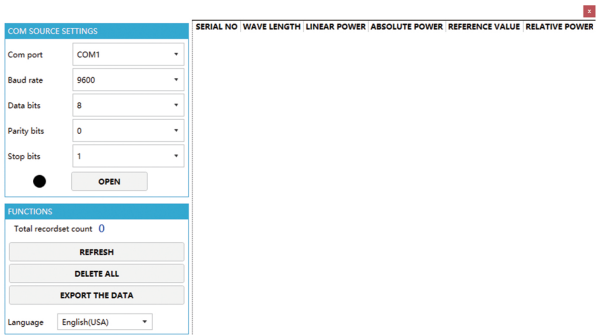 x
COM SOURCE SETTINGS
Com port COM1
Baud rate 9600
Data bits 8
Parity bits 0
Stop bits 1
OPEN
FUNCTIONS
Total recordset count 0
REFRESH
DELETE ALL
EXPORT THE DATA
Language English(USA)
SERIAL NO WAVE LENGTH LINEAR POWER ABSOLUTE POWER REFERENCE VALUE RELATIVE POWER